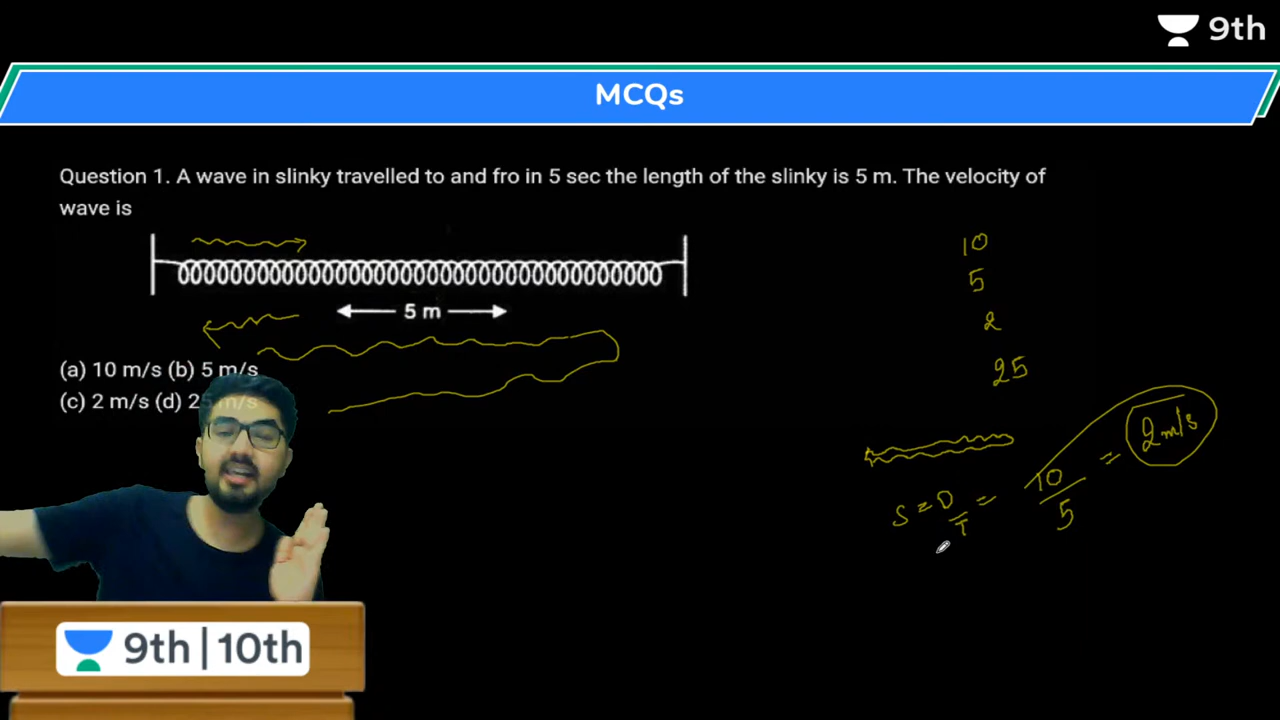 9th
MCQs
Question 1. A wave in slinky travelled to and fro in 5 sec the length of the slinky is 5 m. The velocity of
wave is
5 m
(a) 10 m/s (b) 5 m/s
(c) 2 m/s (d) 25 m/s
10
5
2
25
S = D/T = 10/5 = 2m/s
9th | 10th